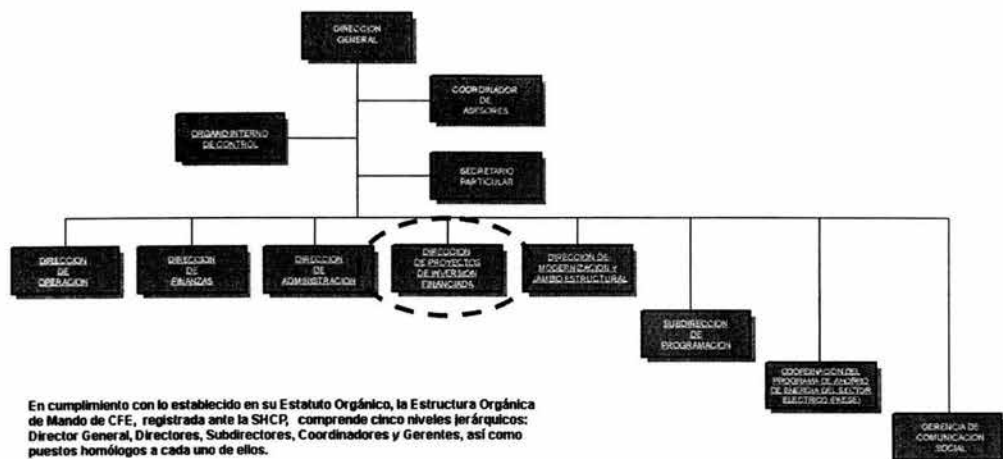 DIRECCION
GENERAL
COORDINADOR
DE
ASESORES
ORGANO INTERNO
DE CONTROL
SECRETARIO
PARTICULAR
DIRECCION
DE
OPERACION
DIRECCION
DE
FINANZAS
DIRECCION
DE
ADMINISTRACION
DIRECCION
DE PROYECTOS
DE INVERSION
FINANCIADA
DIRECCION DE
MODERNIZACION Y
CAMBIO ESTRUCTURAL
SUBDIRECCION
DE
PROGRAMACION
COORDINACION DEL
PROGRAMA DE AHORRO
DE ENERGIA DEL SECTOR
ELECTRICO (PAESE)
GERENCIA DE
COMUNICACION
SOCIAL
En cumplimiento con lo establecido en su Estatuto Orgánico, la Estructura Orgánica
de Mando de CFE, registrada ante la SHCP, comprende cinco niveles jerárquicos:
Director General, Directores, Subdirectores, Coordinadores y Gerentes, así como
puestos homólogos a cada uno de ellos.